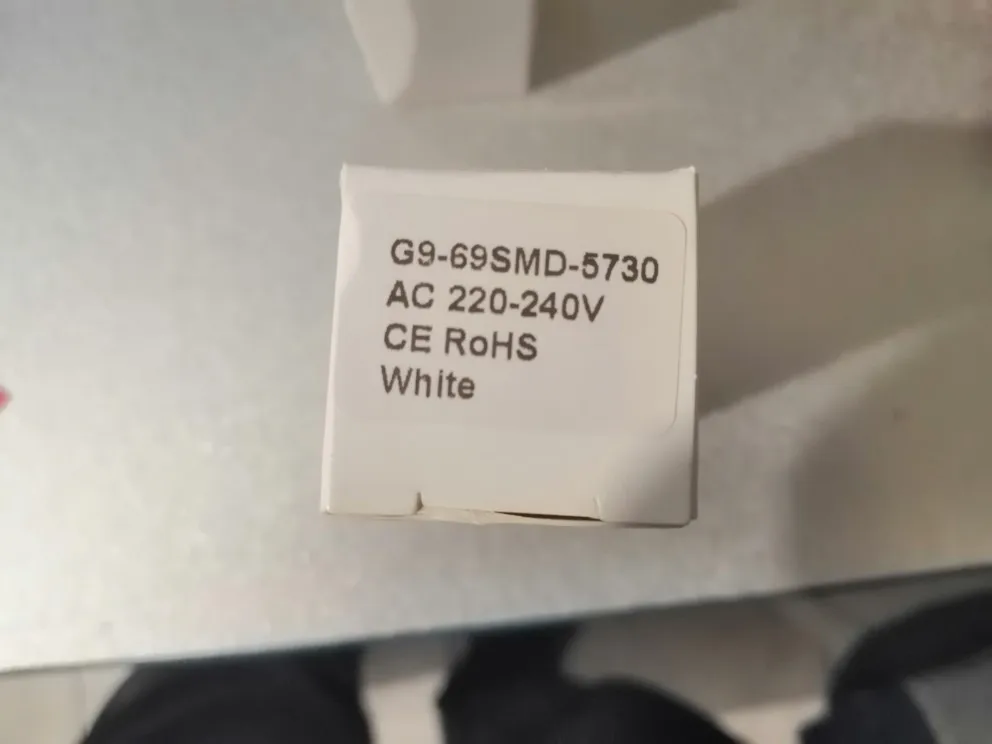 G9-69SMD-5730
AC 220-240V
CE RoHS
White